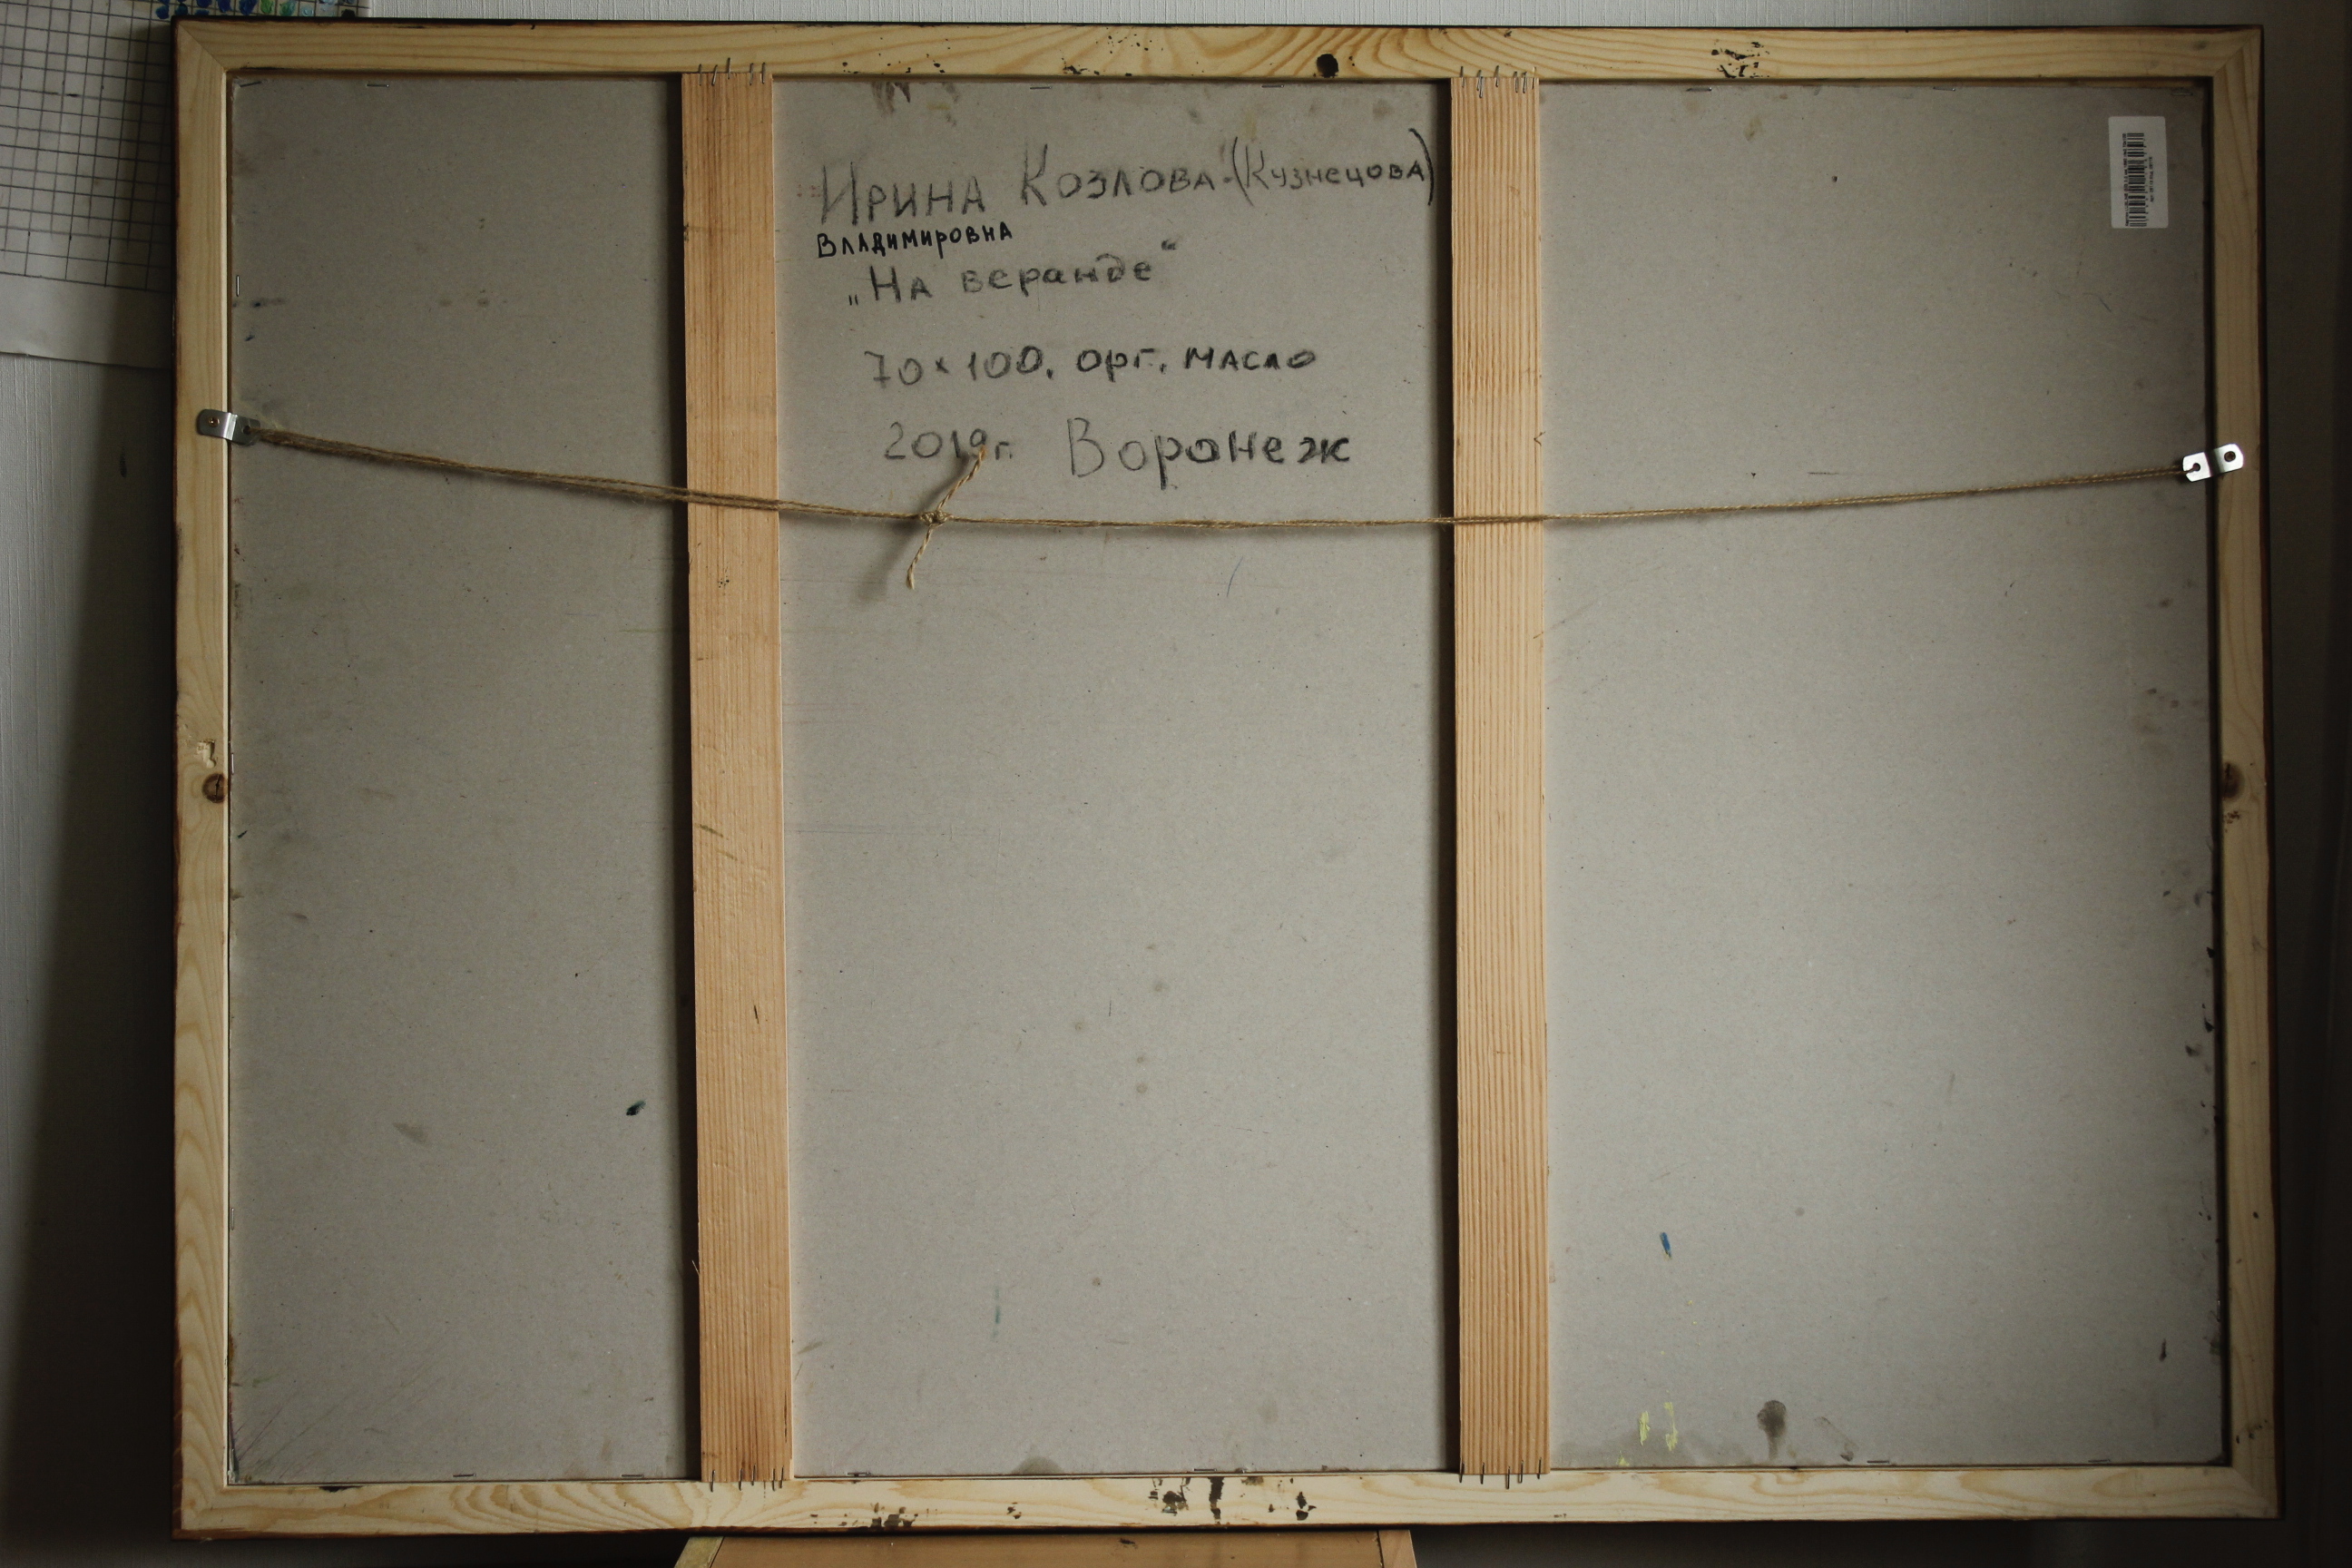 Ирина Козлова-(Кузнецова)
Владимировна
„На веранде“
70×100. орг. масло
2019г. Воронеж